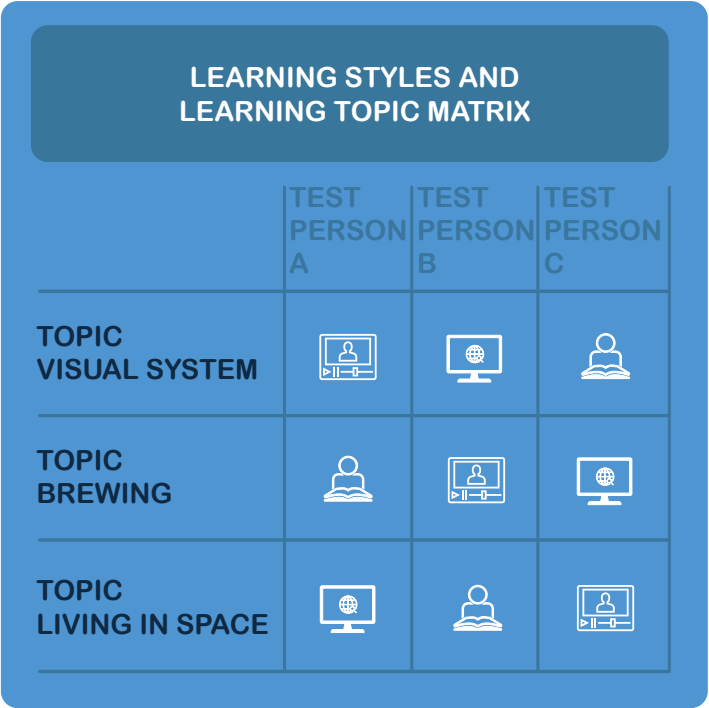 LEARNING STYLES AND
LEARNING TOPIC MATRIX
TEST PERSON A
TEST PERSON B
TEST PERSON C
TOPIC
VISUAL SYSTEM
TOPIC
BREWING
TOPIC
LIVING IN SPACE